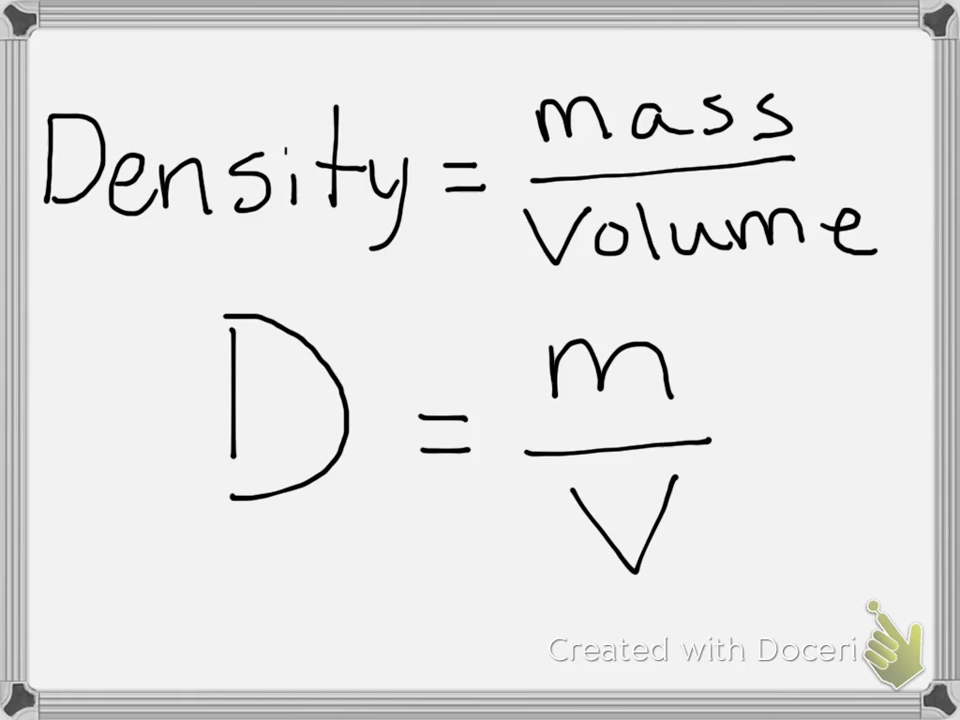 Density = mass / volume
D = m / V
Created with Doceri